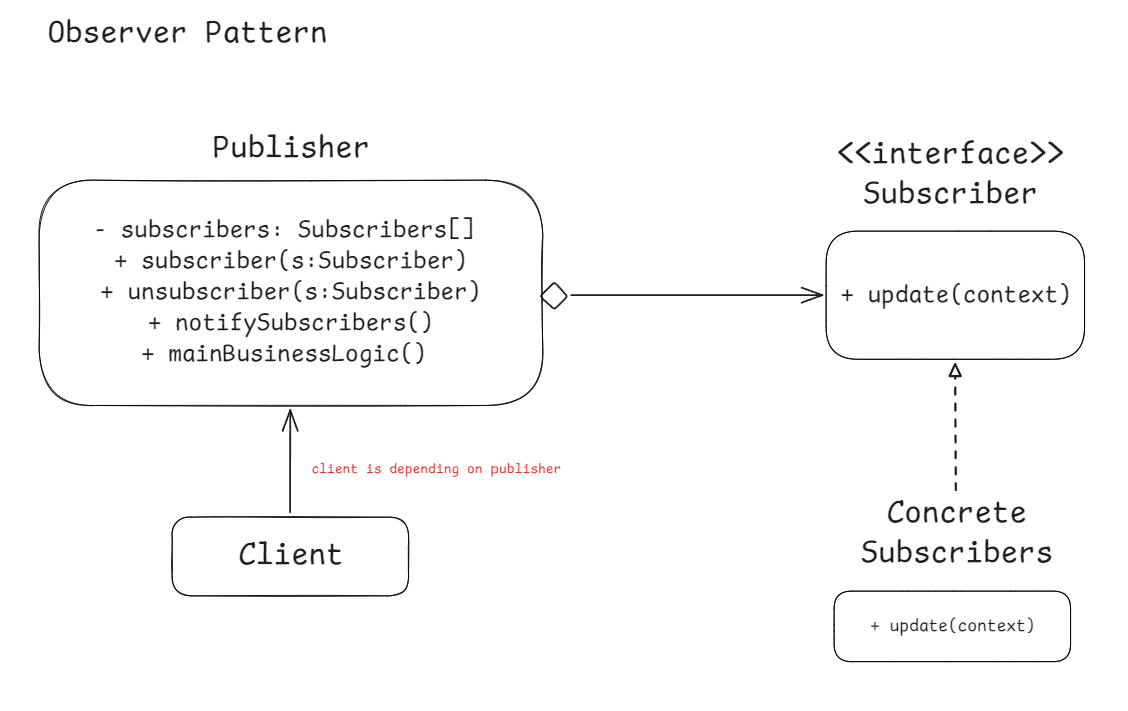 Observer Pattern
Publisher
- subscribers: Subscribers[]
+ subscriber(s:Subscriber)
+ unsubscriber(s:Subscriber)
+ notifySubscribers()
+ mainBusinessLogic()
<<interface>>
Subscriber
+ update(context)
client is depending on publisher
Client
Concrete
Subscribers
+ update(context)